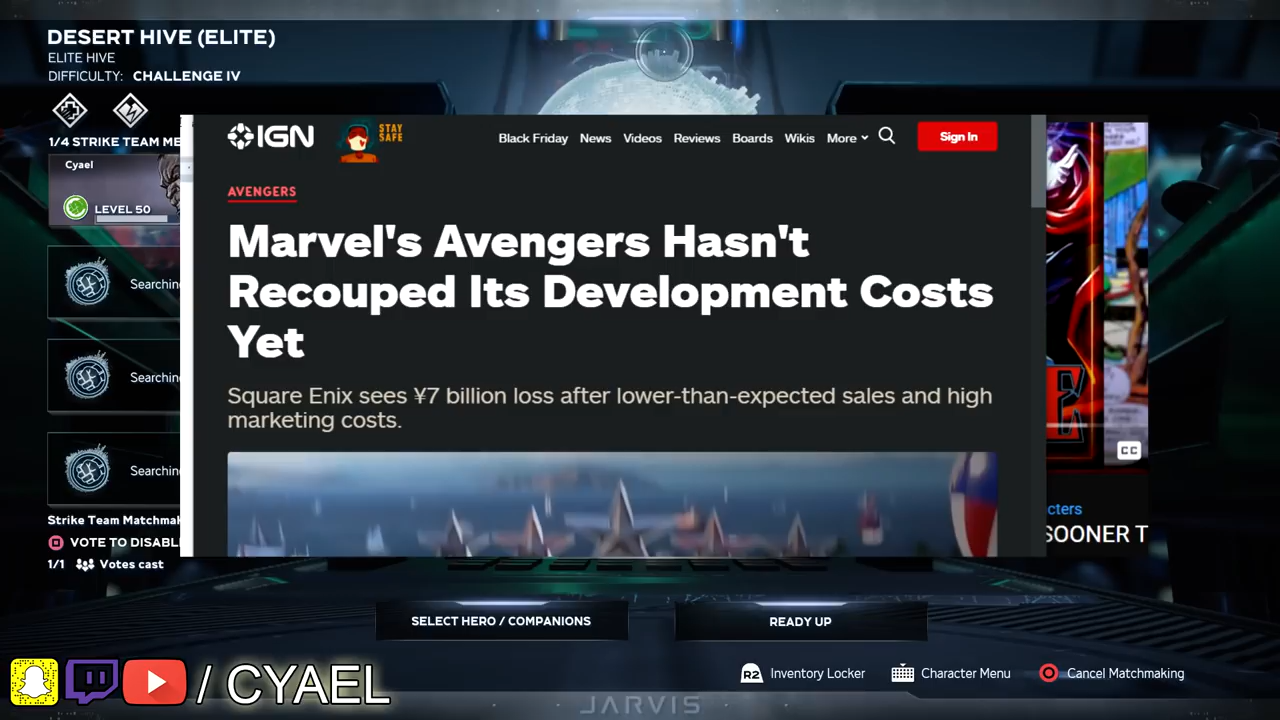 DESERT HIVE (ELITE)
ELITE HIVE
DIFFICULTY: CHALLENGE IV
1/4 STRIKE TEAM ME
Cyael
LEVEL 50
Searching
Searching
Searching
Strike Team Matchmak
VOTE TO DISABL
1/1 Votes cast
IGN
STAY
SAFE
Black Friday News Videos Reviews Boards Wikis More Sign In
AVENGERS
Marvel's Avengers Hasn't
Recouped Its Development Costs
Yet
Square Enix sees ¥7 billion loss after lower-than-expected sales and high
marketing costs.
CC
cters
SOONER T
SELECT HERO / COMPANIONS
READY UP
R2 Inventory Locker Character Menu Cancel Matchmaking
/ CYAEL
JARVIS